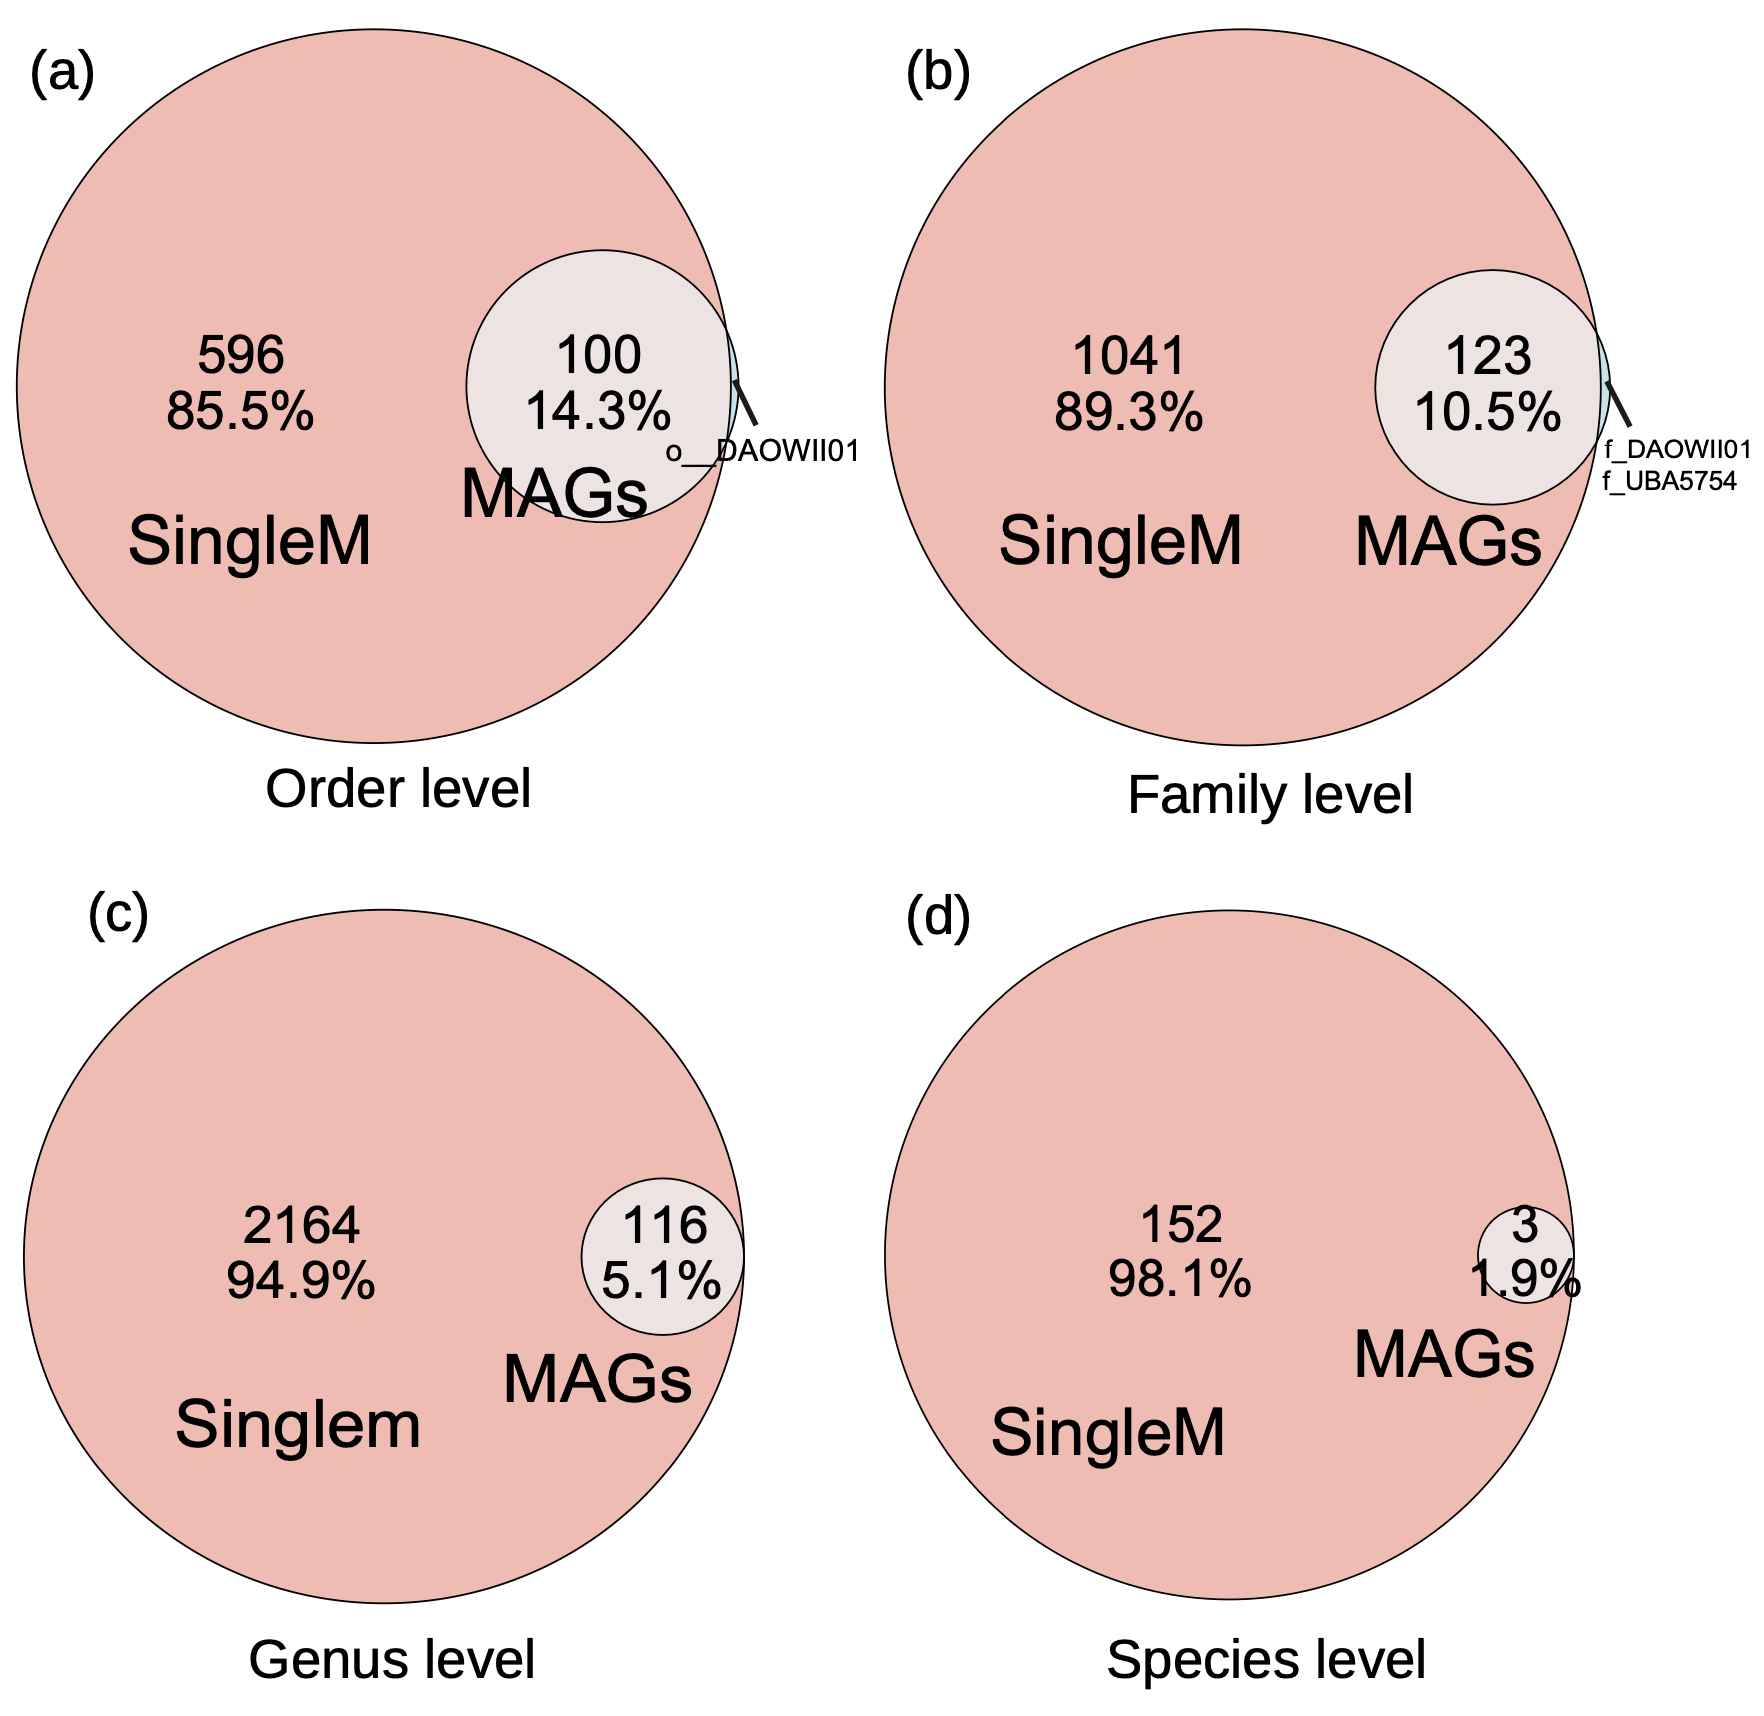 (a)
596
85.5%
100
14.3%
o__DAOWII01
MAGs
SingleM
Order level
(b)
1041
89.3%
123
10.5%
f_DAOWII01
f_UBA5754
SingleM
MAGs
Family level
(c)
2164
94.9%
116
5.1%
MAGs
Singlem
Genus level
(d)
152
98.1%
3
1.9%
MAGs
SingleM
Species level